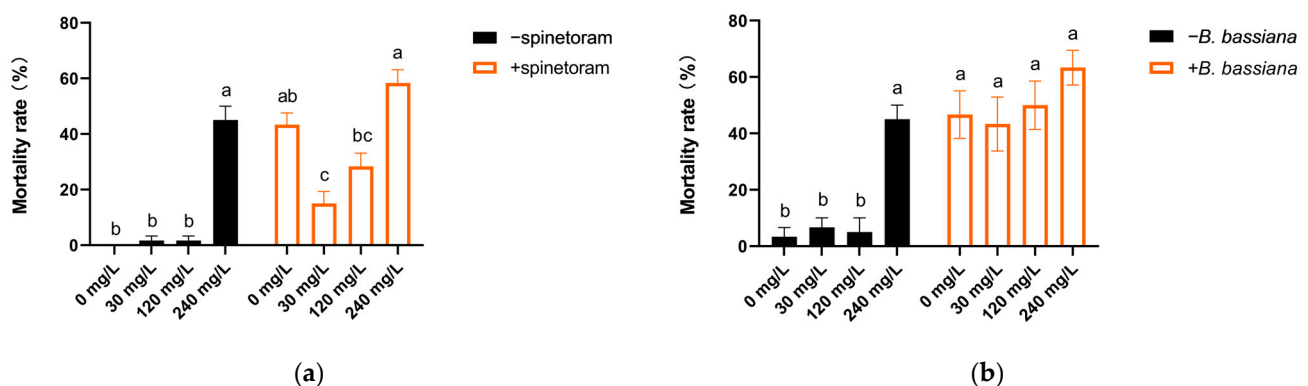 Mortality rate (%)
80
60
40
20
0
b
b
b
a
ab
c
bc
a
0 mg/L
30 mg/L
120 mg/L
240 mg/L
0 mg/L
30 mg/L
120 mg/L
240 mg/L
−spinetoram
+spinetoram
(a)
Mortality rate (%)
80
60
40
20
0
b
b
b
a
a
a
a
a
0 mg/L
30 mg/L
120 mg/L
240 mg/L
0 mg/L
30 mg/L
120 mg/L
240 mg/L
−B. bassiana
+B. bassiana
(b)